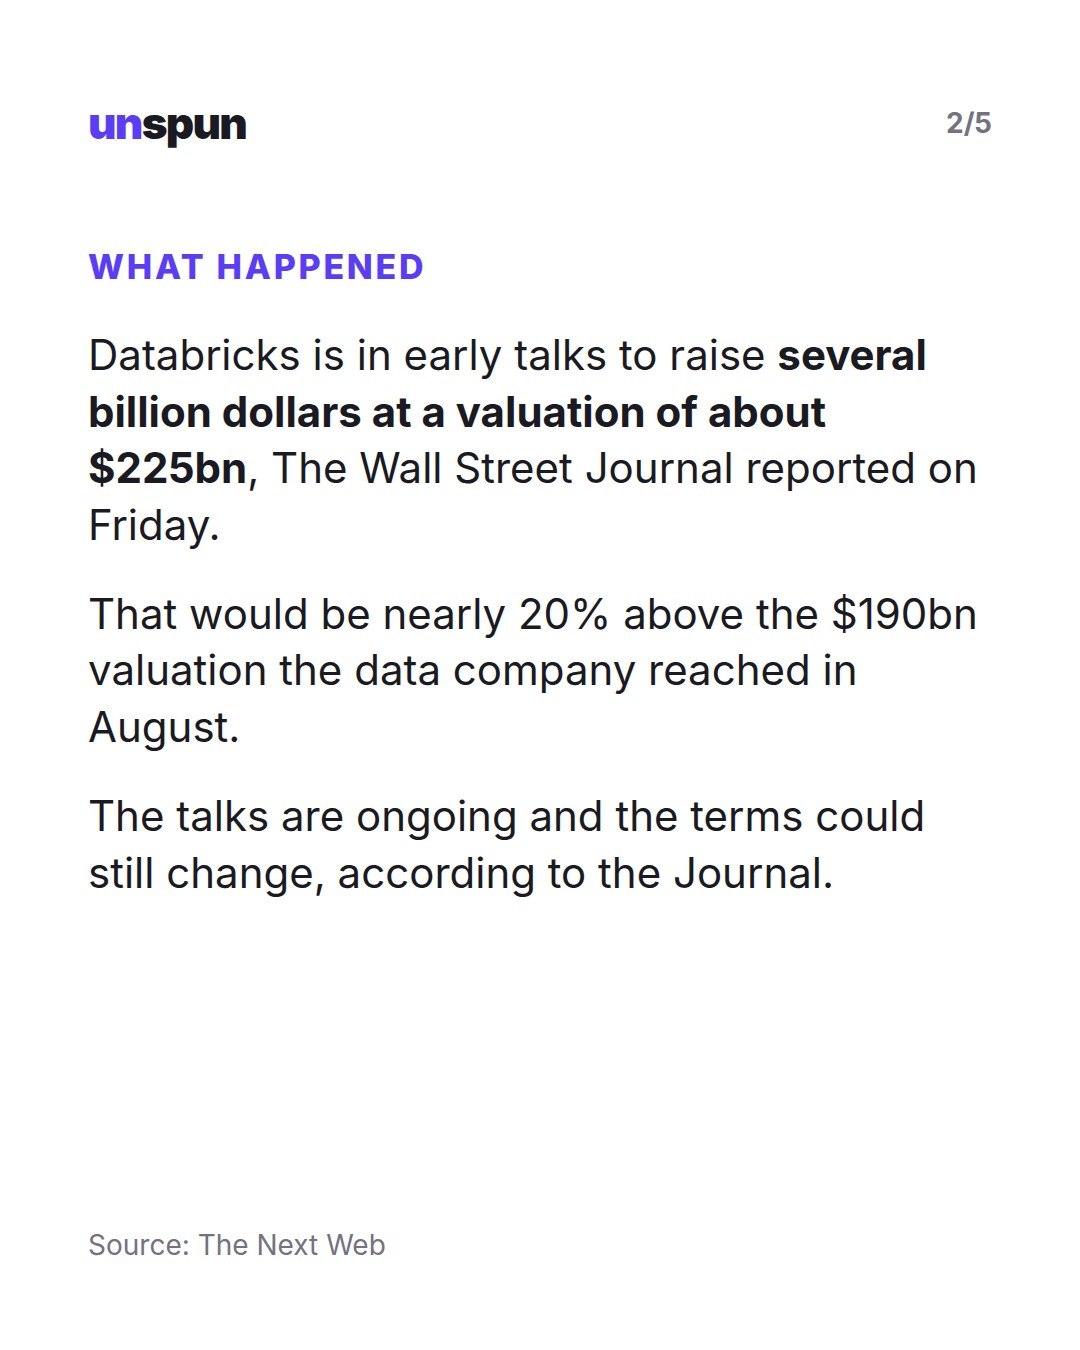 unspun
2/5
WHAT HAPPENED
Databricks is in early talks to raise several
billion dollars at a valuation of about
$225bn, The Wall Street Journal reported on
Friday.
That would be nearly 20% above the $190bn
valuation the data company reached in
August.
The talks are ongoing and the terms could
still change, according to the Journal.
Source: The Next Web